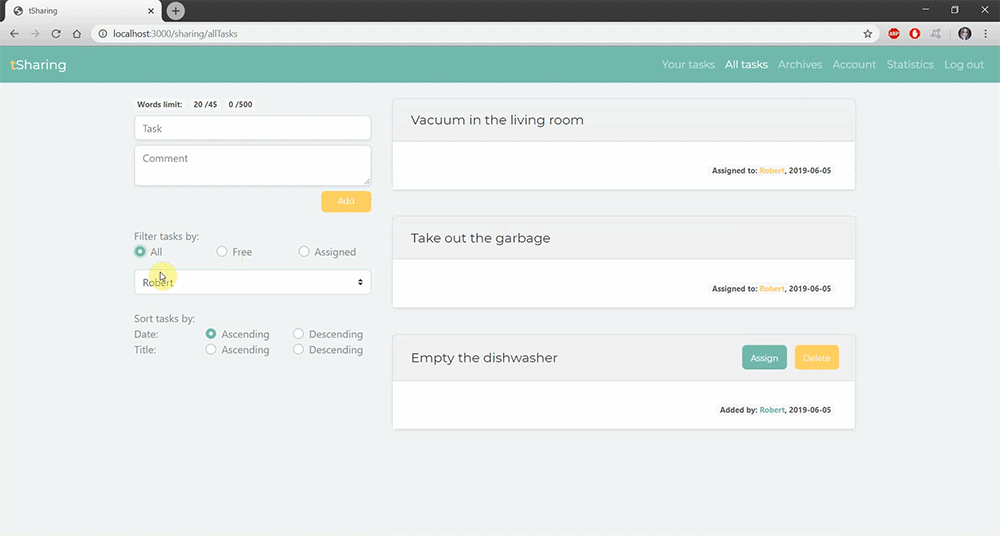 tSharing
localhost:3000/sharing/allTasks
ABP
tSharing
Your tasks All tasks Archives Account Statistics Log out
Words limit: 20 /45 0 /500
Task
Comment
Add
Filter tasks by:
All Free Assigned
Robert
Sort tasks by:
Date: Ascending Descending
Title: Ascending Descending
Vacuum in the living room
Assigned to: Robert, 2019-06-05
Take out the garbage
Assigned to: Robert, 2019-06-05
Empty the dishwasher
Assign Delete
Added by: Robert, 2019-06-05